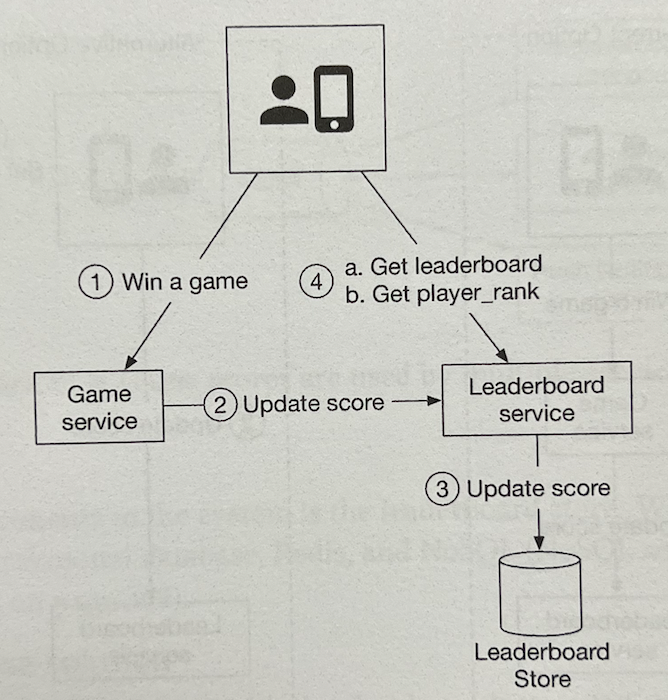 1 Win a game
4 a. Get leaderboard
b. Get player_rank
Game
service
2 Update score
Leaderboard
service
3 Update score
Leaderboard
Store